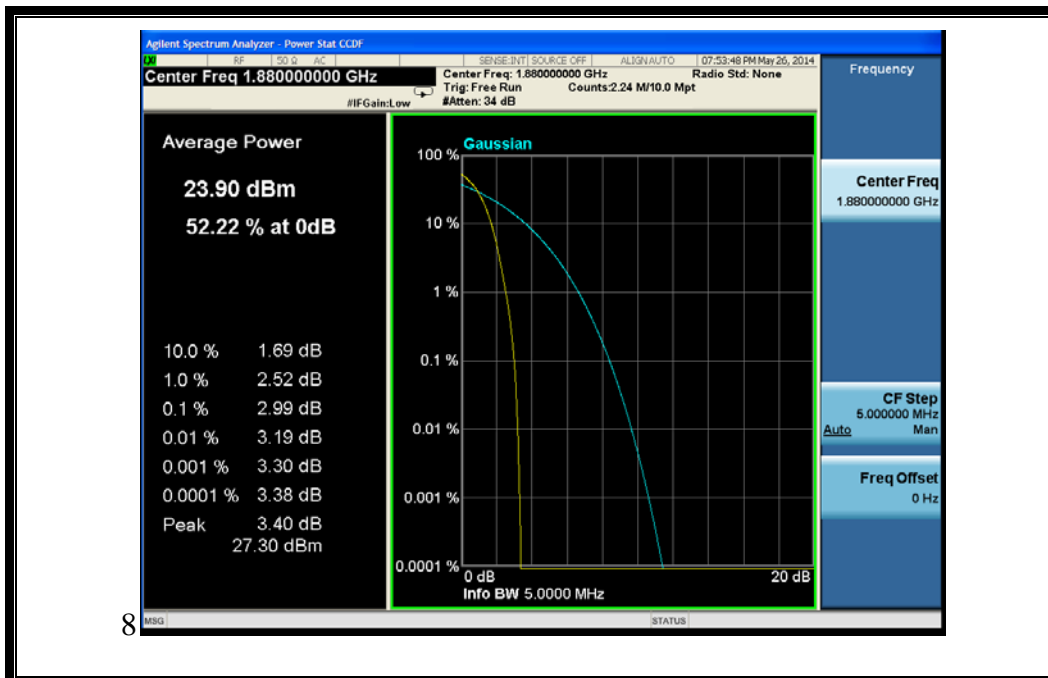 Agilent Spectrum Analyzer - Power Stat CCDF
LXI RF 50 Ω AC SENSE:INT SOURCE OFF ALIGN AUTO 07:53:48 PM May 26, 2014
Center Freq 1.880000000 GHz
Center Freq: 1.880000000 GHz Radio Std: None
Trig: Free Run Counts:2.24 M/10.0 Mpt
#IFGain:Low #Atten: 34 dB
Average Power
23.90 dBm
52.22 % at 0dB
10.0 % 1.69 dB
1.0 % 2.52 dB
0.1 % 2.99 dB
0.01 % 3.19 dB
0.001 % 3.30 dB
0.0001 % 3.38 dB
Peak 3.40 dB
27.30 dBm
Gaussian
100 %
10 %
1 %
0.1 %
0.01 %
0.001 %
0.0001 %
0 dB 20 dB
Info BW 5.0000 MHz
Frequency
Center Freq
1.880000000 GHz
CF Step
5.000000 MHz
Auto Man
Freq Offset
0 Hz
8
MSG STATUS